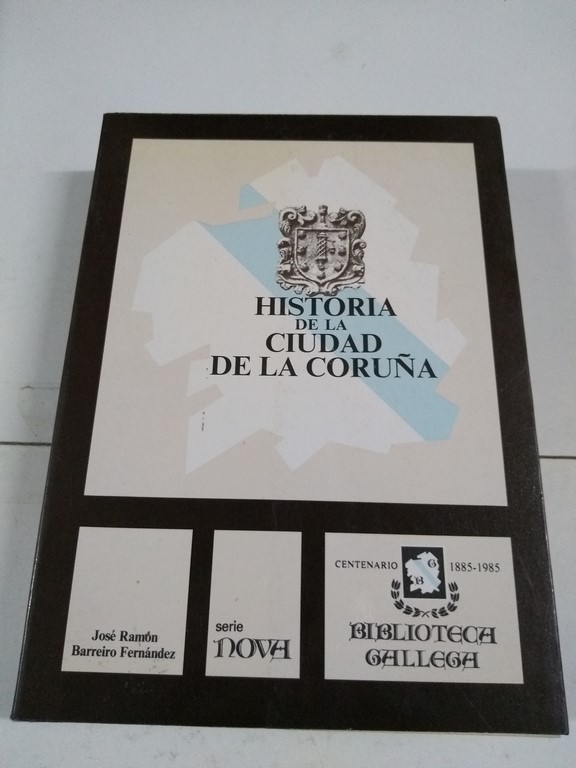 HISTORIA
DE LA
CIUDAD
DE LA CORUÑA
José Ramón
Barreiro Fernández
serie
NOVA
CENTENARIO 1885-1985
B G
BIBLIOTECA
GALLEGA